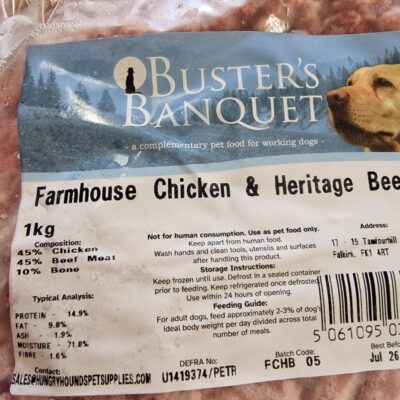 BUSTER'S
BANQUET
- a complementary pet food for working dogs -
Farmhouse Chicken & Heritage Bee
1kg
Composition:
45% Chicken
45% Beef Meat
10% Bone
Typical Analysis:
PROTEIN - 14.9%
FAT - 9.8%
ASH - 1.9%
MOISTURE - 71.8%
FIBRE - 1.6%
Contact:
SALES@HUNGRYHOUNDSPETSUPPLIES.COM
Not for human consumption. Use as pet food only.
Keep apart from human food.
Wash hands and clean tools, utensils and surfaces
after handling this product.
Storage Instructions:
Keep frozen until use. Defrost in a sealed container
prior to feeding. Keep refrigerated once defrosted.
Use within 24 hours of opening.
Feeding Guide:
For adult dogs, feed approximately 2-3% of dog's
ideal body weight per day divided across total
number of meals.
DEFRA No:
U1419374/PETR
Batch Code:
FCHB 05
Address:
17 - 19 Tamfourhill
Falkirk, FK1 4RT
5 061095 0
Best Befo
Jul 26